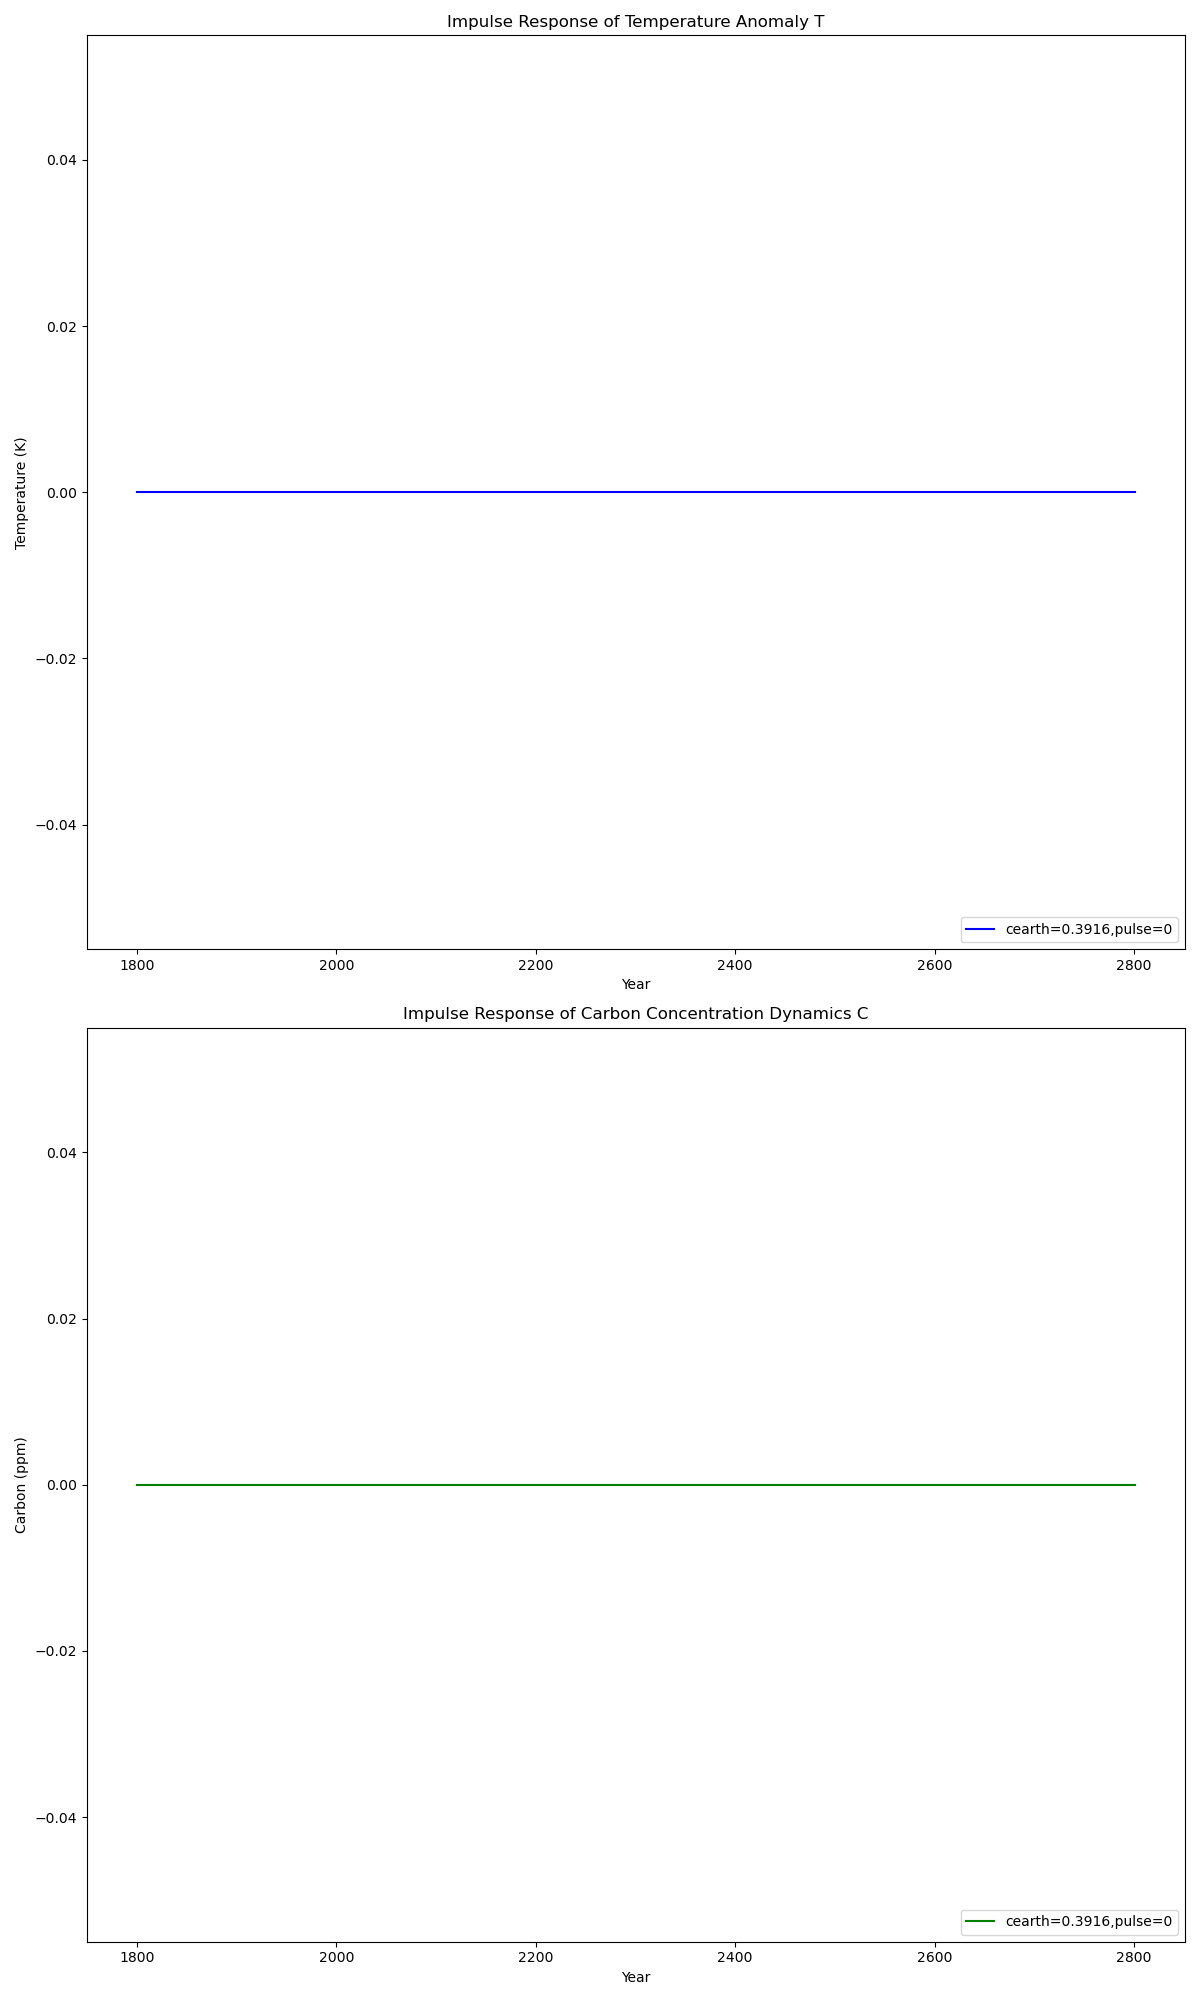 Impulse Response of Temperature Anomaly T
Temperature (K)
0.04
0.02
0.00
−0.02
−0.04
cearth=0.3916,pulse=0
1800 2000 2200 2400 2600 2800
Year
Impulse Response of Carbon Concentration Dynamics C
Carbon (ppm)
0.04
0.02
0.00
−0.02
−0.04
cearth=0.3916,pulse=0
1800 2000 2200 2400 2600 2800
Year